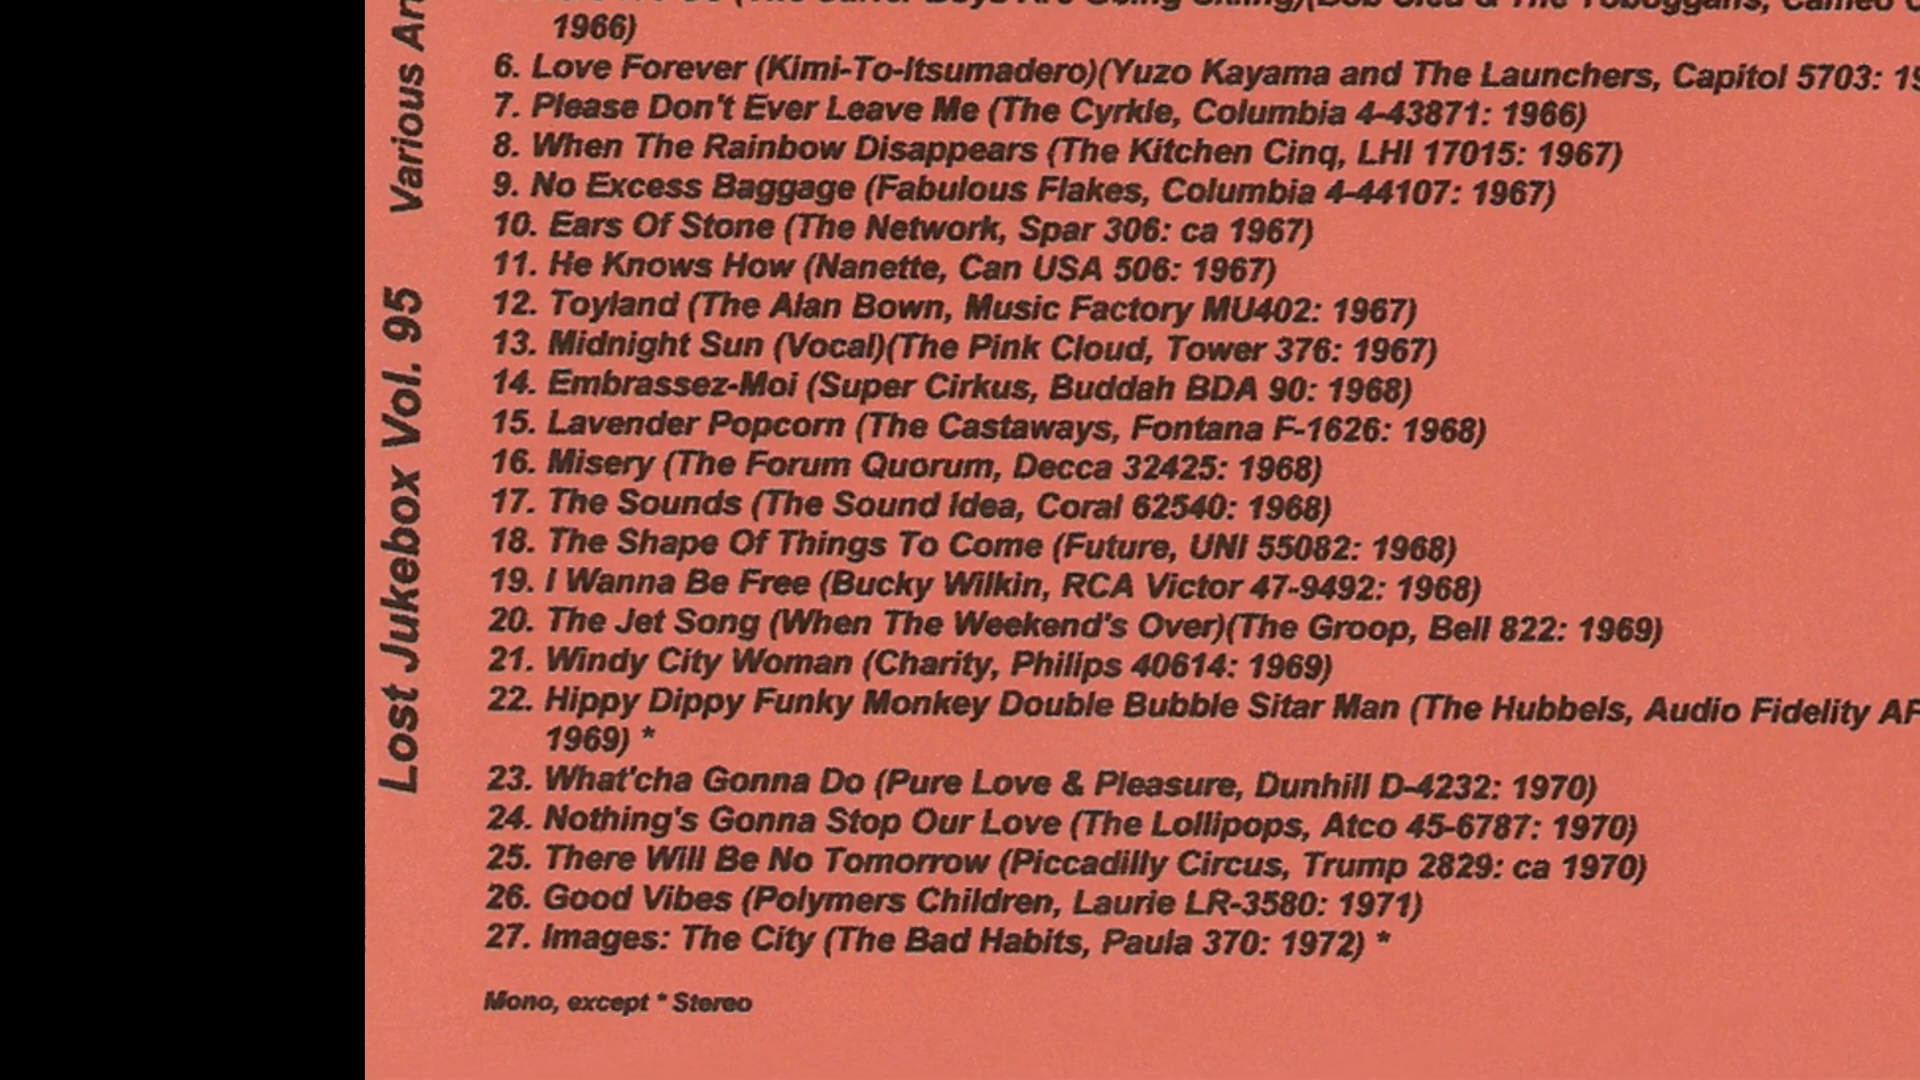 1966)
6. Love Forever (Kimi-To-Itsumadero)(Yuzo Kayama and The Launchers, Capitol 5703: 19
7. Please Don't Ever Leave Me (The Cyrkle, Columbia 4-43871: 1966)
8. When The Rainbow Disappears (The Kitchen Cinq, LHI 17015: 1967)
9. No Excess Baggage (Fabulous Flakes, Columbia 4-44107: 1967)
10. Ears Of Stone (The Network, Spar 306: ca 1967)
11. He Knows How (Nanette, Can USA 506: 1967)
12. Toyland (The Alan Bown, Music Factory MU402: 1967)
13. Midnight Sun (Vocal)(The Pink Cloud, Tower 376: 1967)
14. Embrassez-Moi (Super Cirkus, Buddah BDA 90: 1968)
15. Lavender Popcorn (The Castaways, Fontana F-1626: 1968)
16. Misery (The Forum Quorum, Decca 32425: 1968)
17. The Sounds (The Sound Idea, Coral 62540: 1968)
18. The Shape Of Things To Come (Future, UNI 55082: 1968)
19. I Wanna Be Free (Bucky Wilkin, RCA Victor 47-9492: 1968)
20. The Jet Song (When The Weekend's Over)(The Groop, Bell 822: 1969)
21. Windy City Woman (Charity, Philips 40614: 1969)
22. Hippy Dippy Funky Monkey Double Bubble Sitar Man (The Hubbels, Audio Fidelity AF
1969) *
23. What'cha Gonna Do (Pure Love & Pleasure, Dunhill D-4232: 1970)
24. Nothing's Gonna Stop Our Love (The Lollipops, Atco 45-6787: 1970)
25. There Will Be No Tomorrow (Piccadilly Circus, Trump 2829: ca 1970)
26. Good Vibes (Polymers Children, Laurie LR-3580: 1971)
27. Images: The City (The Bad Habits, Paula 370: 1972) *
Mono, except * Stereo
Lost Jukebox Vol. 95 Various Ar